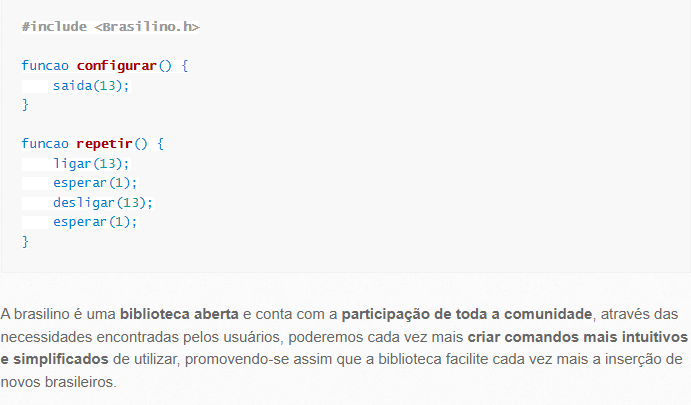 #include <Brasilino.h>
funcao configurar() {
saida(13);
}
funcao repetir() {
ligar(13);
esperar(1);
desligar(13);
esperar(1);
}
A brasilino é uma biblioteca aberta e conta com a participação de toda a comunidade, através das
necessidades encontradas pelos usuários, poderemos cada vez mais criar comandos mais intuitivos
e simplificados de utilizar, promovendo-se assim que a biblioteca facilite cada vez mais a inserção de
novos brasileiros.